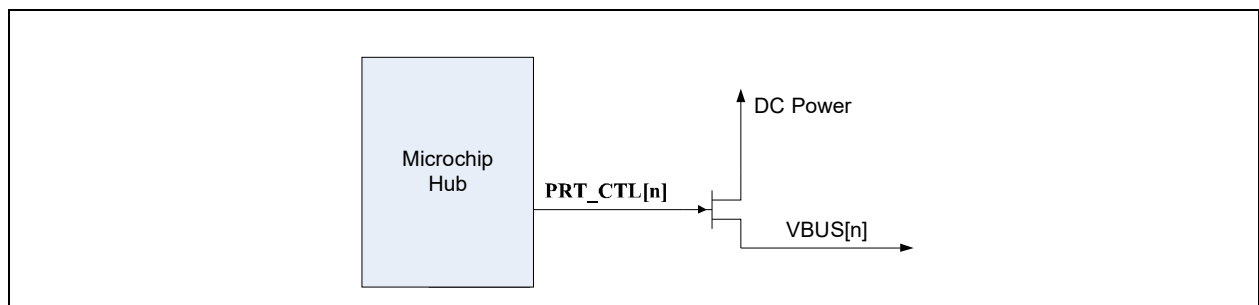 DC Power
Microchip
Hub
PRT_CTL[n]
VBUS[n]